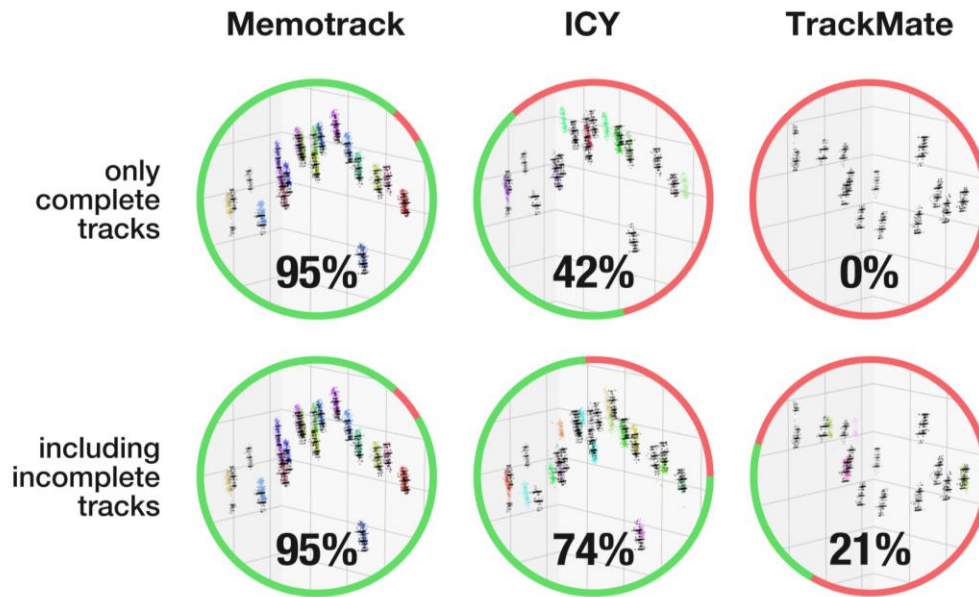 Memotrack ICY TrackMate
only
complete
tracks
95% 42% 0%
including
incomplete
tracks
95% 74% 21%